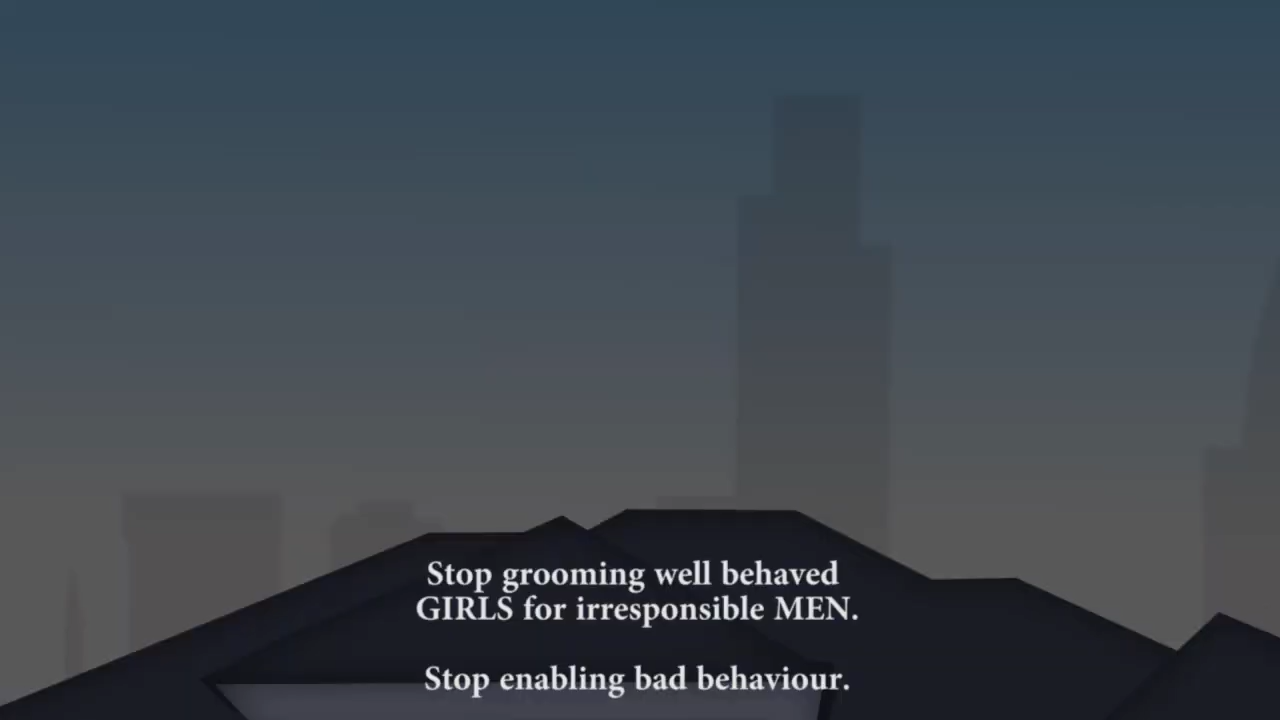 Stop grooming well behaved
GIRLS for irresponsible MEN.
Stop enabling bad behaviour.